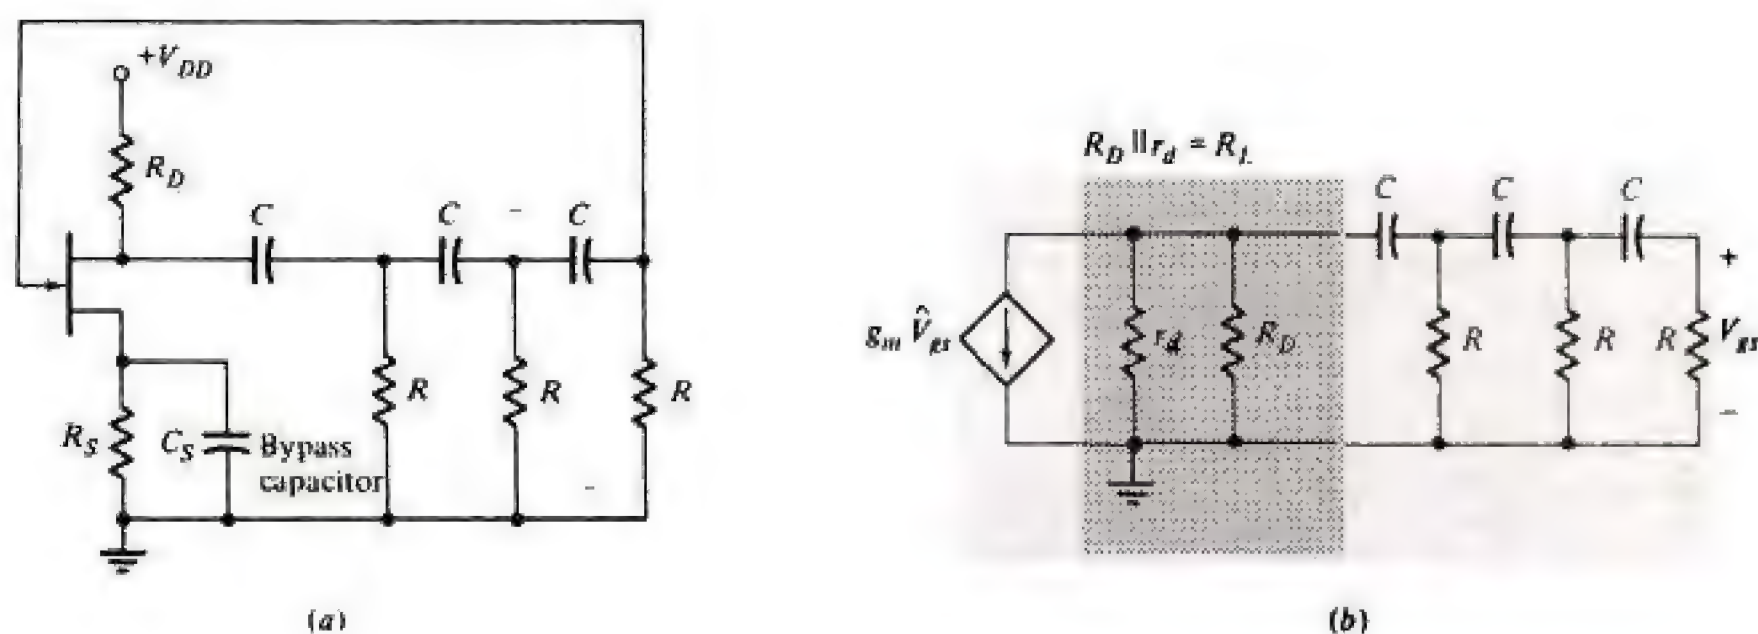 +V_DD
R_D
C C C
R R R
R_S C_S Bypass
capacitor
(a)
R_D || r_d = R_L
C C C
+
g_m V̂_gs r_d R_D R R R V_gs
−
(b)